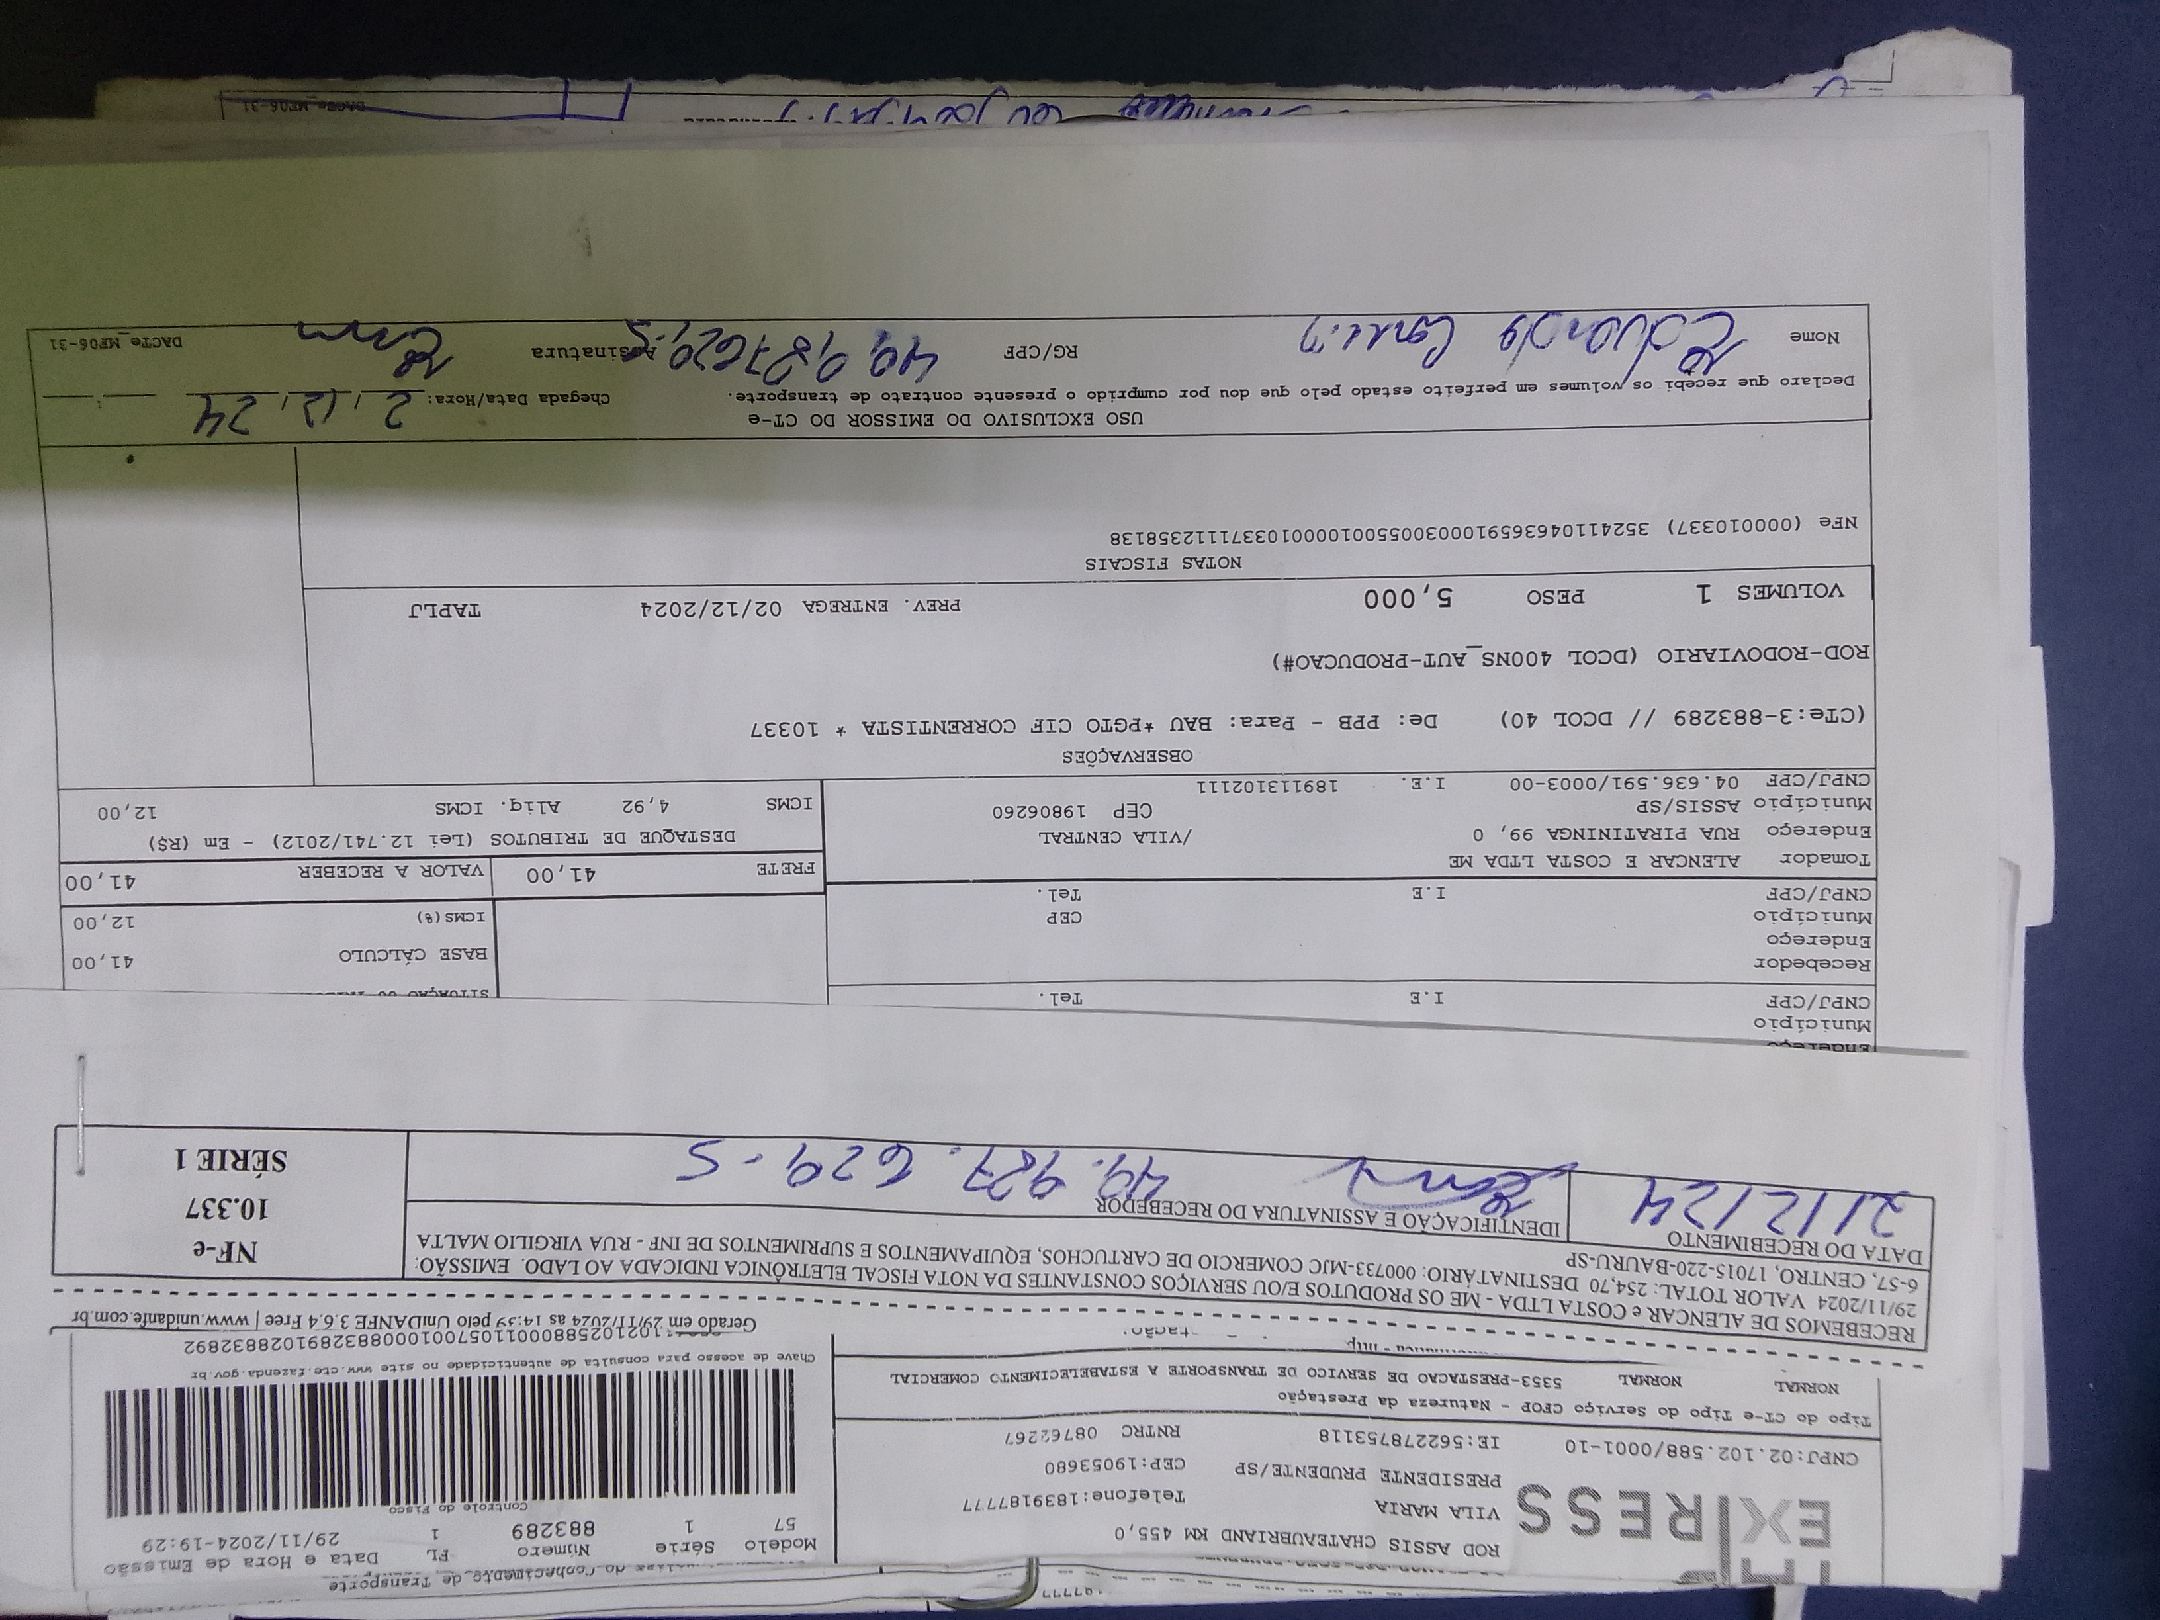 Conhecimento de Transporte
EXPRESS
ROD ASSIS CHATEAUBRIAND KM 455,0
VILA MARIA Telefone:1839187777
PRESIDENTE PRUDENTE/SP CEP:19053680
CNPJ:02.102.588/0001-10 IE:562278753118 RNTRC 08762267
Modelo Série Número FL Data e Hora de Emissão
57 1 883289 1 29/11/2024-19:29
Controle do Fisco
Chave de acesso para consulta de autenticidade no site www.cte.fazenda.gov.br
Tipo do CT-e Tipo do Serviço CFOP - Natureza da Prestação
NORMAL NORMAL 5353-PRESTACAO DE SERVICO DE TRANSPORTE A ESTABELECIMENTO COMERCIAL
Gerado em 29/11/2024 as 14:39 pelo UniDANFE 3.6.4 Free | www.unidanfe.com.br
RECEBEMOS DE ALENCAR e COSTA LTDA - ME OS PRODUTOS E/OU SERVIÇOS CONSTANTES DA NOTA FISCAL ELETRÔNICA INDICADA AO LADO. EMISSÃO:
29/11/2024 VALOR TOTAL: 254,70 DESTINATÁRIO: 000733-MJC COMERCIO DE CARTUCHOS, EQUIPAMENTOS E SUPRIMENTOS DE INF - RUA VIRGILIO MALTA
6-57, CENTRO, 17015-220-BAURU-SP
DATA DO RECEBIMENTO
IDENTIFICAÇÃO E ASSINATURA DO RECEBEDOR
2/12/24
49.987.629-5
NF-e
10.337
SÉRIE 1
Endereço
Município
CNPJ/CPF I.E Tel.
Recebedor
Endereço
Município CEP
CNPJ/CPF I.E Tel.
BASE CÁLCULO 41,00
ICMS(%) 12,00
FRETE 41,00 VALOR A RECEBER 41,00
Tomador ALENCAR E COSTA LTDA ME
Endereço RUA PIRATININGA 99, 0 /VILA CENTRAL
Município ASSIS/SP CEP 19806260
CNPJ/CPF 04.636.591/0003-00 I.E. 189113102111
DESTAQUE DE TRIBUTOS (Lei 12.741/2012) - Em (R$)
ICMS 4,92 Aliq. ICMS 12,00
OBSERVAÇÕES
(CTe:3-883289 // DCOL 40) De: PPB - Para: BAU *PGTO CIF CORRENTISTA * 10337
ROD-RODOVIARIO (DCOL 400NS_AUT-PRODUCAO#)
VOLUMES 1 PESO 5,000 PREV. ENTREGA 02/12/2024 TAPLJ
NOTAS FISCAIS
NFe (000010337) 352411046365910003005500100001033711112358138
USO EXCLUSIVO DO EMISSOR DO CT-e
Declaro que recebi os volumes em perfeito estado pelo que dou por cumprido o presente contrato de transporte.
Chegada Data/Hora: 2, 12, 24
Nome Eduardo
RG/CPF 49,987629,5
Assinatura
DACTe_MF06-31
DACTe_MF06-31